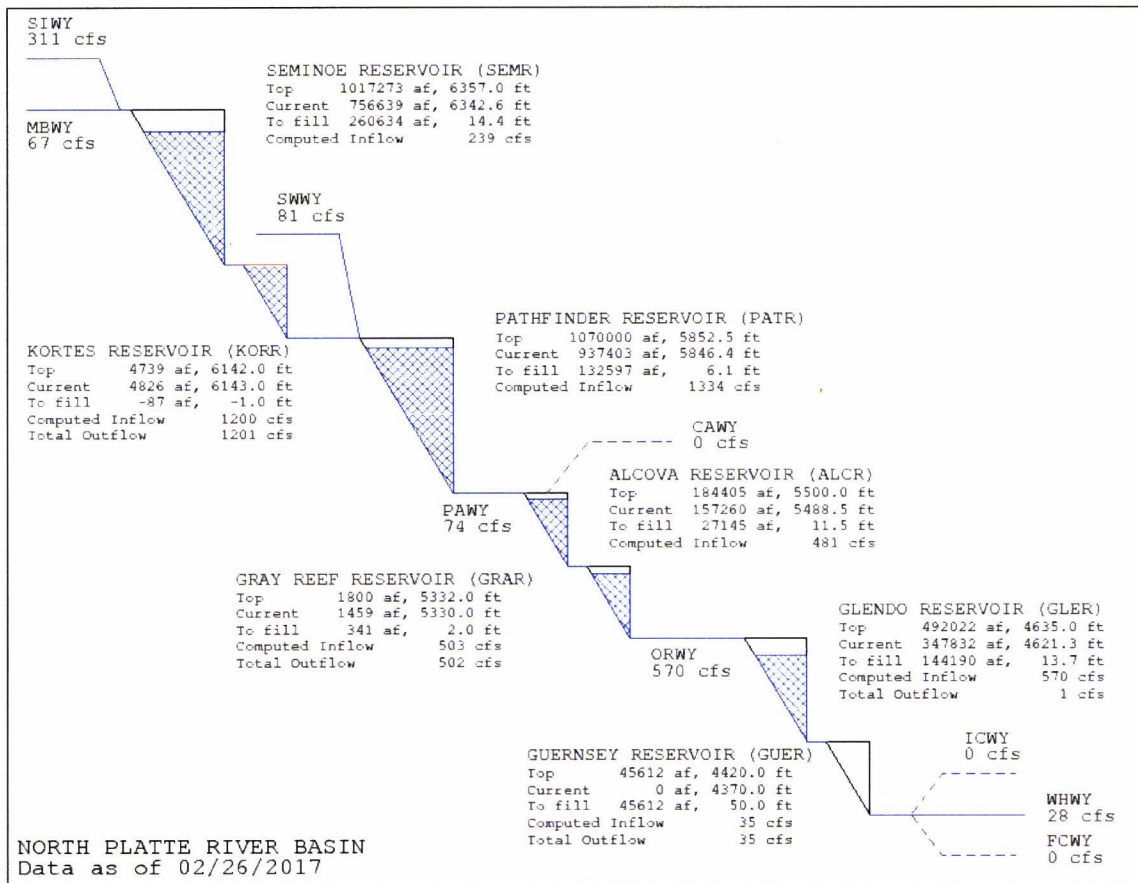 SIWY
311 cfs
SEMINOE RESERVOIR (SEMR)
Top 1017273 af, 6357.0 ft
Current 756639 af, 6342.6 ft
To fill 260634 af, 14.4 ft
Computed Inflow 239 cfs
MBWY
67 cfs
SWWY
81 cfs
PATHFINDER RESERVOIR (PATR)
Top 1070000 af, 5852.5 ft
Current 937403 af, 5846.4 ft
To fill 132597 af, 6.1 ft
Computed Inflow 1334 cfs
KORTES RESERVOIR (KORR)
Top 4739 af, 6142.0 ft
Current 4826 af, 6143.0 ft
To fill -87 af, -1.0 ft
Computed Inflow 1200 cfs
Total Outflow 1201 cfs
CAWY
0 cfs
ALCOVA RESERVOIR (ALCR)
Top 184405 af, 5500.0 ft
Current 157260 af, 5488.5 ft
To fill 27145 af, 11.5 ft
Computed Inflow 481 cfs
PAWY
74 cfs
GRAY REEF RESERVOIR (GRAR)
Top 1800 af, 5332.0 ft
Current 1459 af, 5330.0 ft
To fill 341 af, 2.0 ft
Computed Inflow 503 cfs
Total Outflow 502 cfs
GLENDO RESERVOIR (GLER)
Top 492022 af, 4635.0 ft
Current 347832 af, 4621.3 ft
To fill 144190 af, 13.7 ft
Computed Inflow 570 cfs
Total Outflow 1 cfs
ORWY
570 cfs
GUERNSEY RESERVOIR (GUER)
Top 45612 af, 4420.0 ft
Current 0 af, 4370.0 ft
To fill 45612 af, 50.0 ft
Computed Inflow 35 cfs
Total Outflow 35 cfs
ICWY
0 cfs
WHWY
28 cfs
FCWY
0 cfs
NORTH PLATTE RIVER BASIN
Data as of 02/26/2017